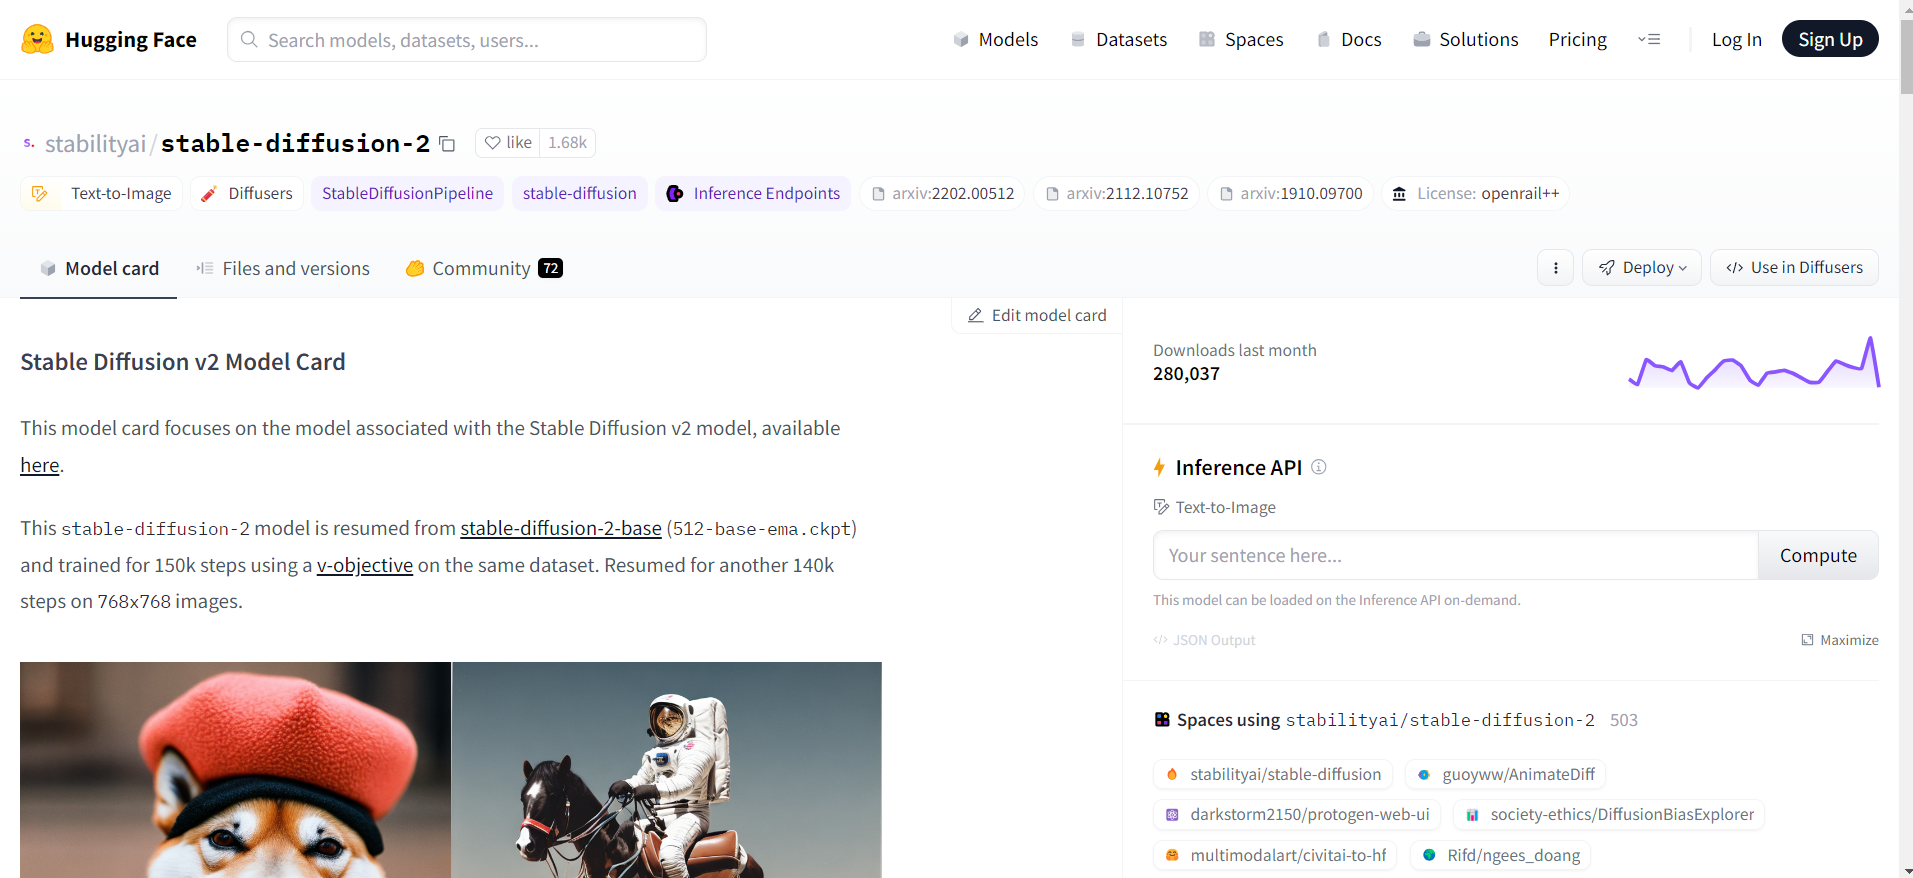 Hugging Face
Search models, datasets, users...
Models
Datasets
Spaces
Docs
Solutions
Pricing
Log In
Sign Up
s. stabilityai/stable-diffusion-2
like 1.68k
Text-to-Image
Diffusers
StableDiffusionPipeline
stable-diffusion
Inference Endpoints
arxiv:2202.00512
arxiv:2112.10752
arxiv:1910.09700
License: openrail++
Model card
Files and versions
Community 72
Deploy
</> Use in Diffusers
Edit model card
Stable Diffusion v2 Model Card
This model card focuses on the model associated with the Stable Diffusion v2 model, available
here.
This stable-diffusion-2 model is resumed from stable-diffusion-2-base (512-base-ema.ckpt)
and trained for 150k steps using a v-objective on the same dataset. Resumed for another 140k
steps on 768x768 images.
Downloads last month
280,037
Inference API
Text-to-Image
Your sentence here...
Compute
This model can be loaded on the Inference API on-demand.
</> JSON Output
Maximize
Spaces using stabilityai/stable-diffusion-2 503
stabilityai/stable-diffusion
guoyww/AnimateDiff
darkstorm2150/protogen-web-ui
society-ethics/DiffusionBiasExplorer
multimodalart/civitai-to-hf
Rifd/ngees_doang